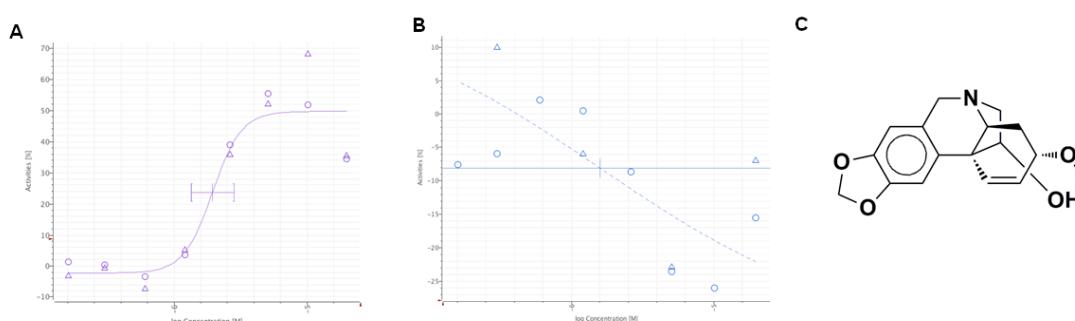 A
70
60
50
40
30
20
10
0
-10
Activities [%]
log Concentration [M]
B
10
5
0
-5
-10
-15
-20
-25
Activities [%]
log Concentration [M]
C
N
O
O
O
OH